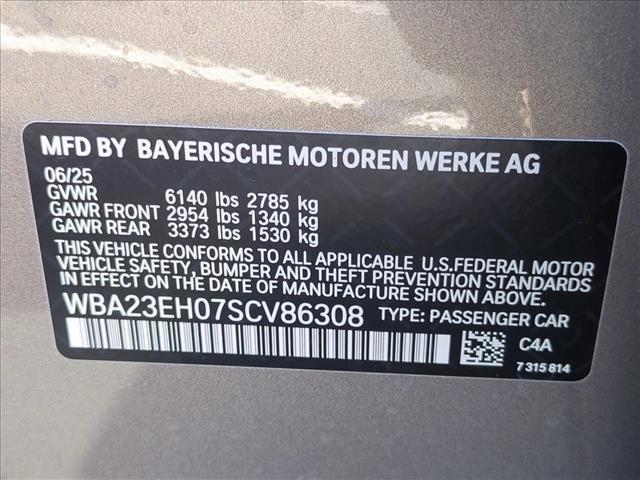 MFD BY BAYERISCHE MOTOREN WERKE AG
06/25
GVWR 6140 lbs 2785 kg
GAWR FRONT 2954 lbs 1340 kg
GAWR REAR 3373 lbs 1530 kg
THIS VEHICLE CONFORMS TO ALL APPLICABLE U.S.FEDERAL MOTOR
VEHICLE SAFETY, BUMPER AND THEFT PREVENTION STANDARDS
IN EFFECT ON THE DATE OF MANUFACTURE SHOWN ABOVE.
WBA23EH07SCV86308 TYPE: PASSENGER CAR
C4A
7 315 814